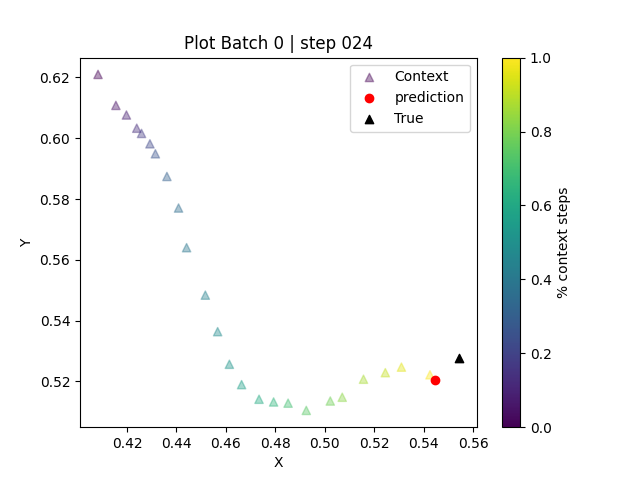 Plot Batch 0 | step 024
Context
prediction
True
0.62
0.60
0.58
0.56
0.54
0.52
Y
0.42 0.44 0.46 0.48 0.50 0.52 0.54 0.56
X
1.0
0.8
0.6
0.4
0.2
0.0
% context steps